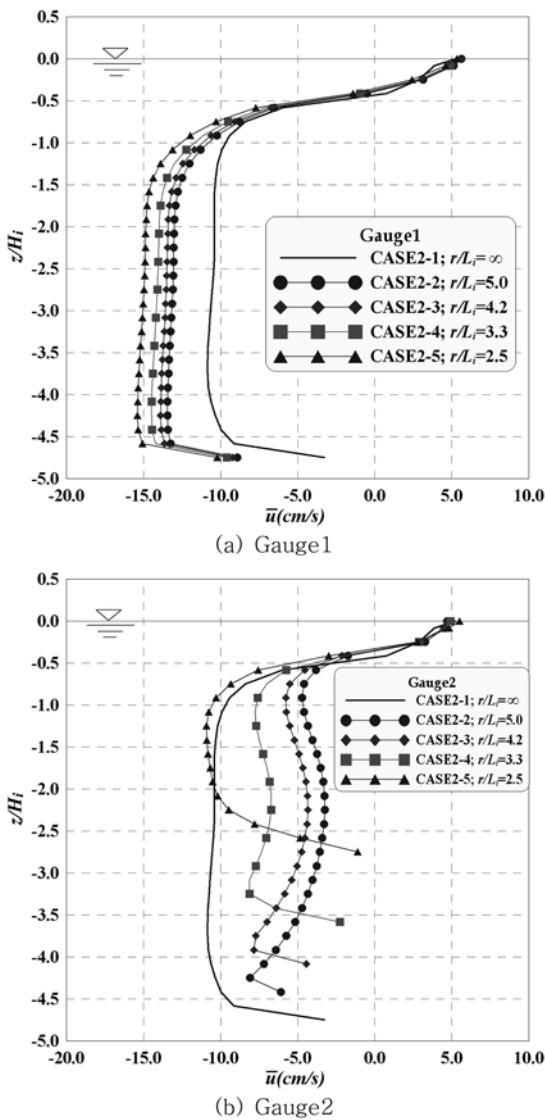 0.5
0.0
-0.5
-1.0
-1.5
-2.0
-2.5
-3.0
-3.5
-4.0
-4.5
-5.0
z/Hi
Gauge1
CASE2-1; r/Li=∞
CASE2-2; r/Li=5.0
CASE2-3; r/Li=4.2
CASE2-4; r/Li=3.3
CASE2-5; r/Li=2.5
-20.0 -15.0 -10.0 -5.0 0.0 5.0 10.0
u̅(cm/s)
(a) Gauge1
0.5
0.0
-0.5
-1.0
-1.5
-2.0
-2.5
-3.0
-3.5
-4.0
-4.5
-5.0
z/Hi
Gauge2
CASE2-1; r/Li=∞
CASE2-2; r/Li=5.0
CASE2-3; r/Li=4.2
CASE2-4; r/Li=3.3
CASE2-5; r/Li=2.5
-20.0 -15.0 -10.0 -5.0 0.0 5.0 10.0
u̅(cm/s)
(b) Gauge2